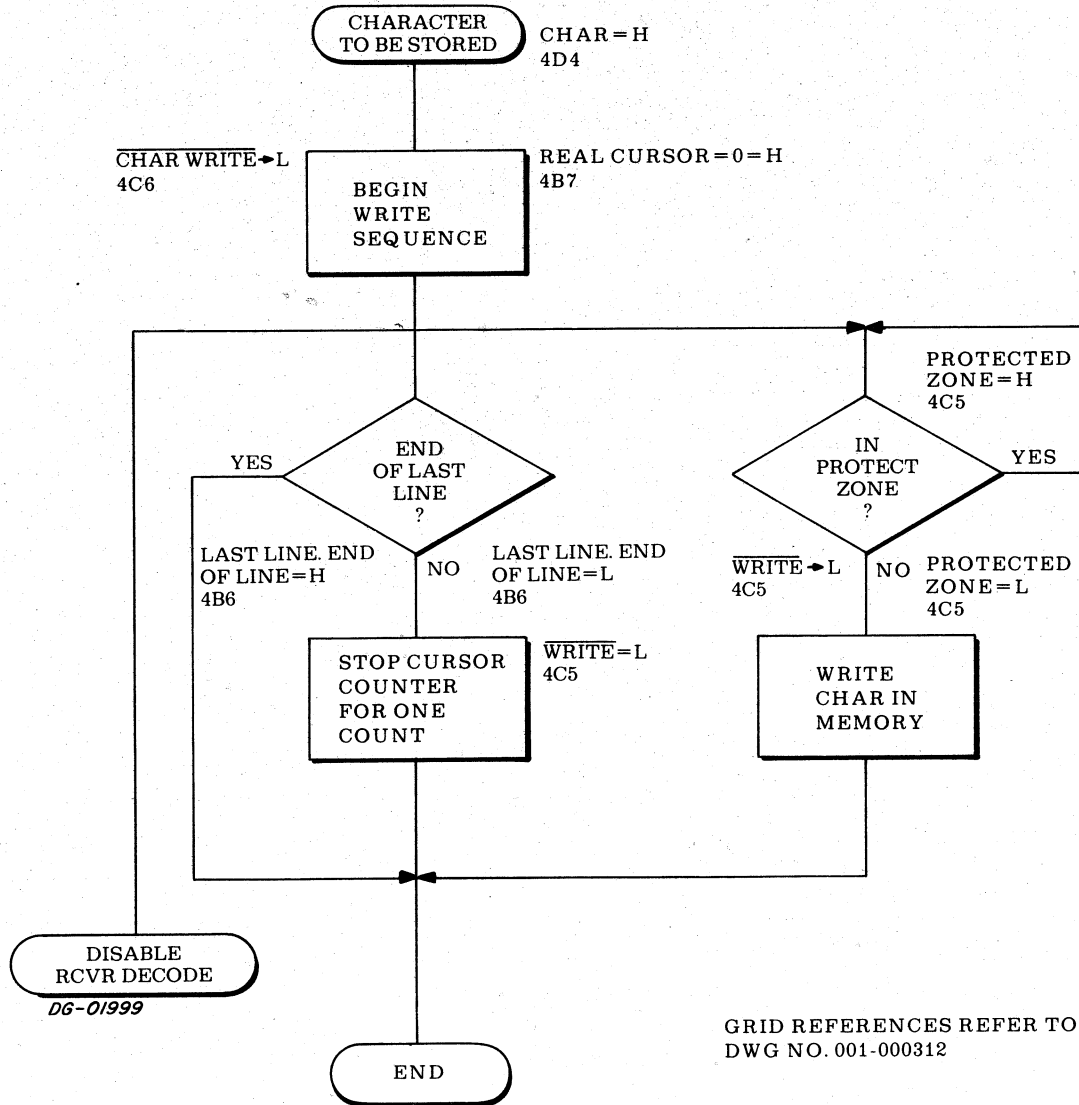 CHARACTER
TO BE STORED
CHAR=H
4D4
CHAR WRITE→L
4C6
BEGIN
WRITE
SEQUENCE
REAL CURSOR=0=H
4B7
END
OF LAST
LINE
?
YES
LAST LINE. END
OF LINE=H
4B6
NO
LAST LINE. END
OF LINE=L
4B6
STOP CURSOR
COUNTER
FOR ONE
COUNT
WRITE=L
4C5
PROTECTED
ZONE=H
4C5
IN
PROTECT
ZONE
?
YES
WRITE→L
4C5
NO
PROTECTED
ZONE=L
4C5
WRITE
CHAR IN
MEMORY
DISABLE
RCVR DECODE
DG-01999
END
GRID REFERENCES REFER TO
DWG NO. 001-000312